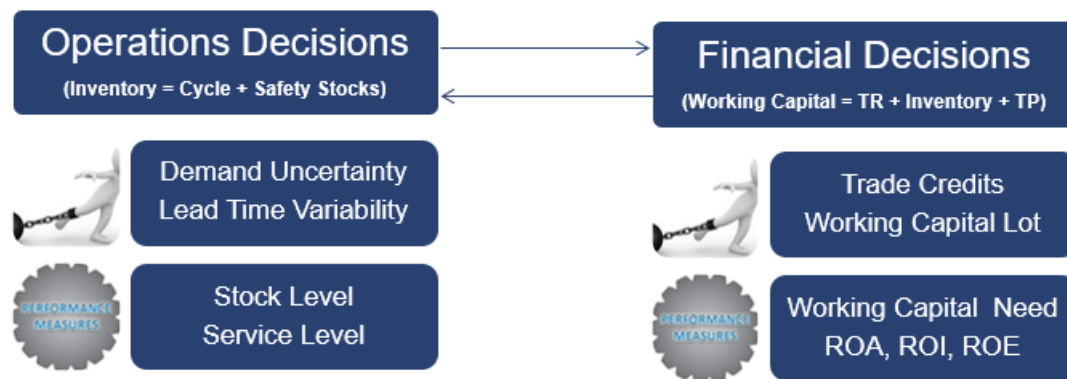 Operations Decisions
(Inventory = Cycle + Safety Stocks)
Demand Uncertainty
Lead Time Variability
PERFORMANCE
MEASURES
Stock Level
Service Level
Financial Decisions
(Working Capital = TR + Inventory + TP)
Trade Credits
Working Capital Lot
PERFORMANCE
MEASURES
Working Capital  Need
ROA, ROI, ROE